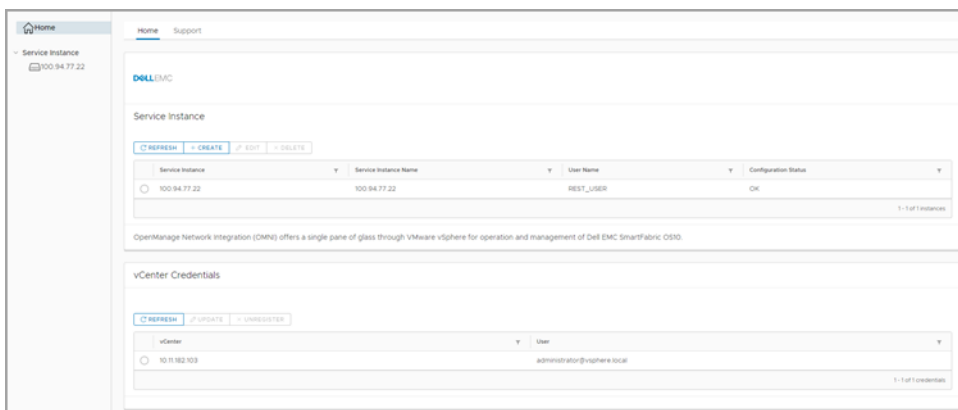 Home
Service Instance
100.94.77.22
Home Support
DELLEMC
Service Instance
REFRESH + CREATE EDIT × DELETE
Service Instance Service Instance Name User Name Configuration Status
100.94.77.22 100.94.77.22 REST_USER OK
1 - 1 of 1 instances
OpenManage Network Integration (OMNI) offers a single pane of glass through VMware vSphere for operation and management of Dell EMC SmartFabric OS10.
vCenter Credentials
REFRESH UPDATE × UNREGISTER
vCenter User
10.11.182.103 administrator@vsphere.local
1 - 1 of 1 credentials